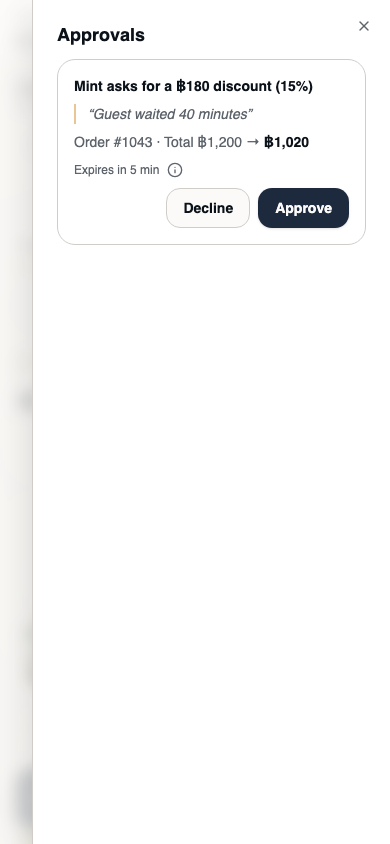 Approvals
Mint asks for a ฿180 discount (15%)
“Guest waited 40 minutes”
Order #1043 · Total ฿1,200 → ฿1,020
Expires in 5 min
Decline
Approve